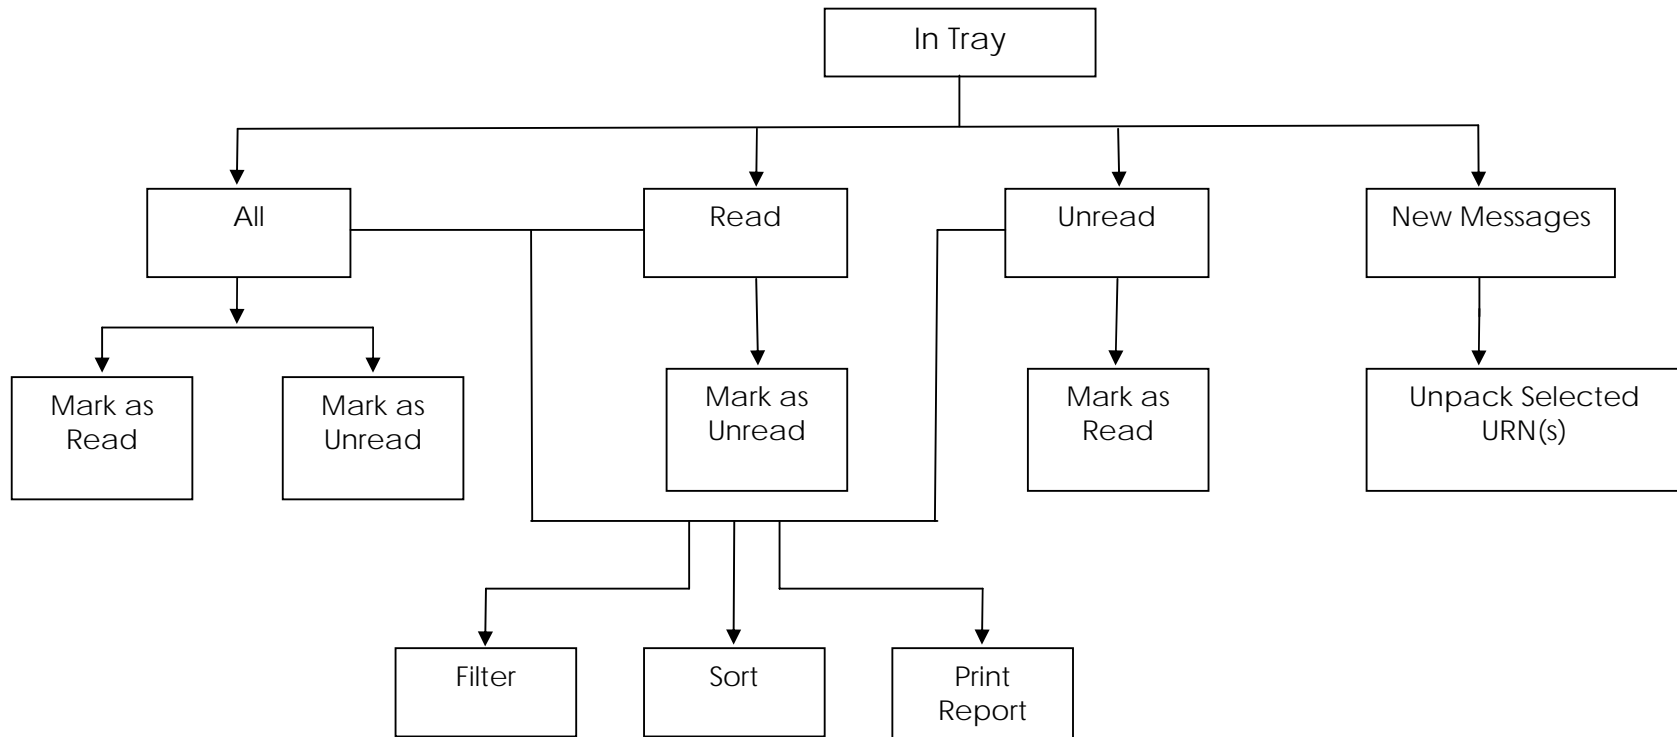 In Tray
All
Read
Unread
New Messages
Mark as
Read
Mark as
Unread
Mark as
Unread
Mark as
Read
Unpack Selected
URN(s)
Filter
Sort
Print
Report